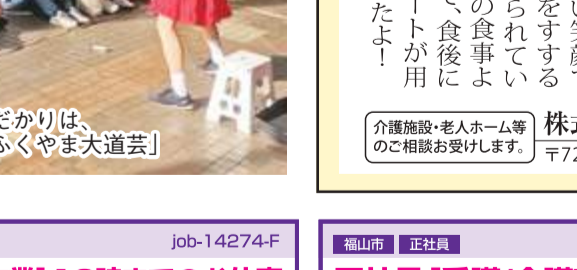 だかりは、
ふくやま大道芸」
をすする
られてい
の食事よ
、食後に
ートが用
たよ!
介護施設・老人ホーム等
のご相談お受けします。
〒72
job-14274-F
福山市 正社員